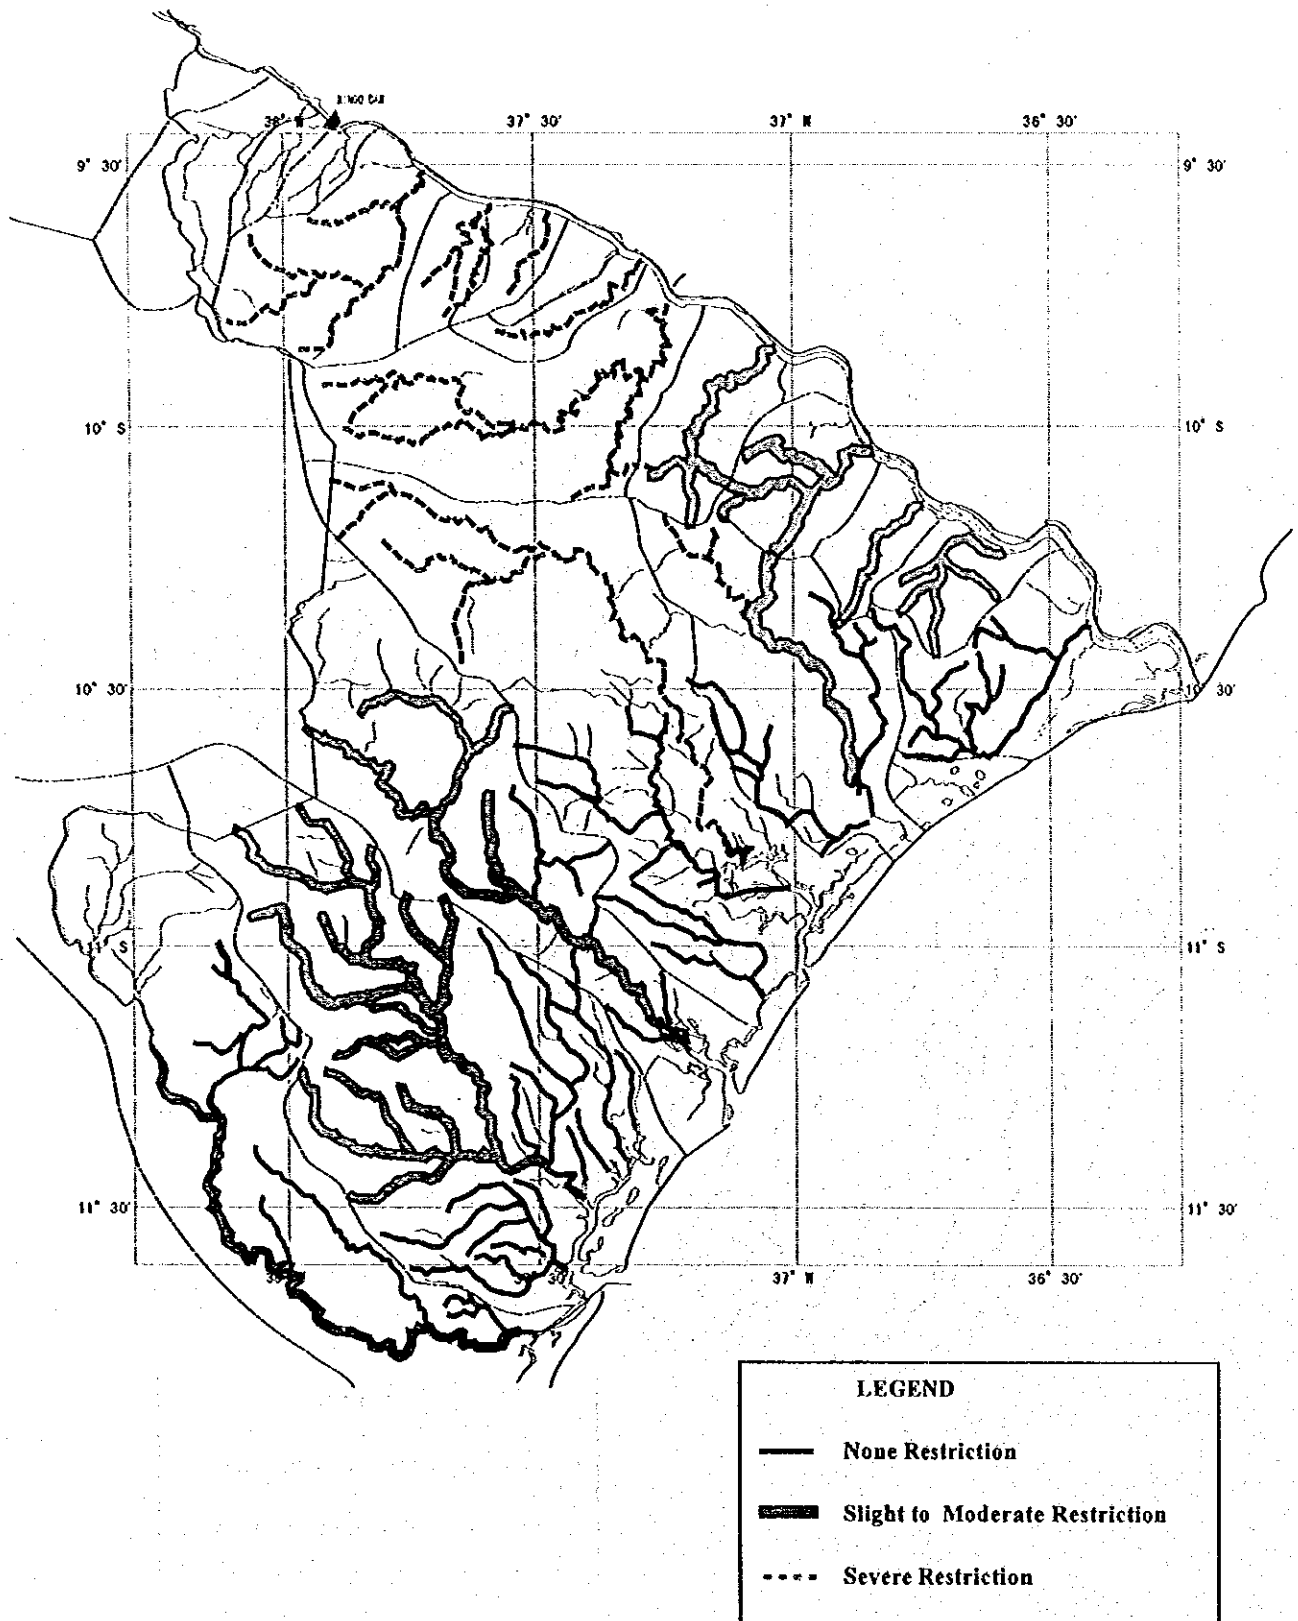 38° W
37° 30'
37° W
36° 30'
9° 30'
9° 30'
10° S
10° S
10° 30'
30'
S
11° S
11° 30'
11° 30'
37° W
36° 30'
LEGEND
None Restriction
Slight to Moderate Restriction
Severe Restriction